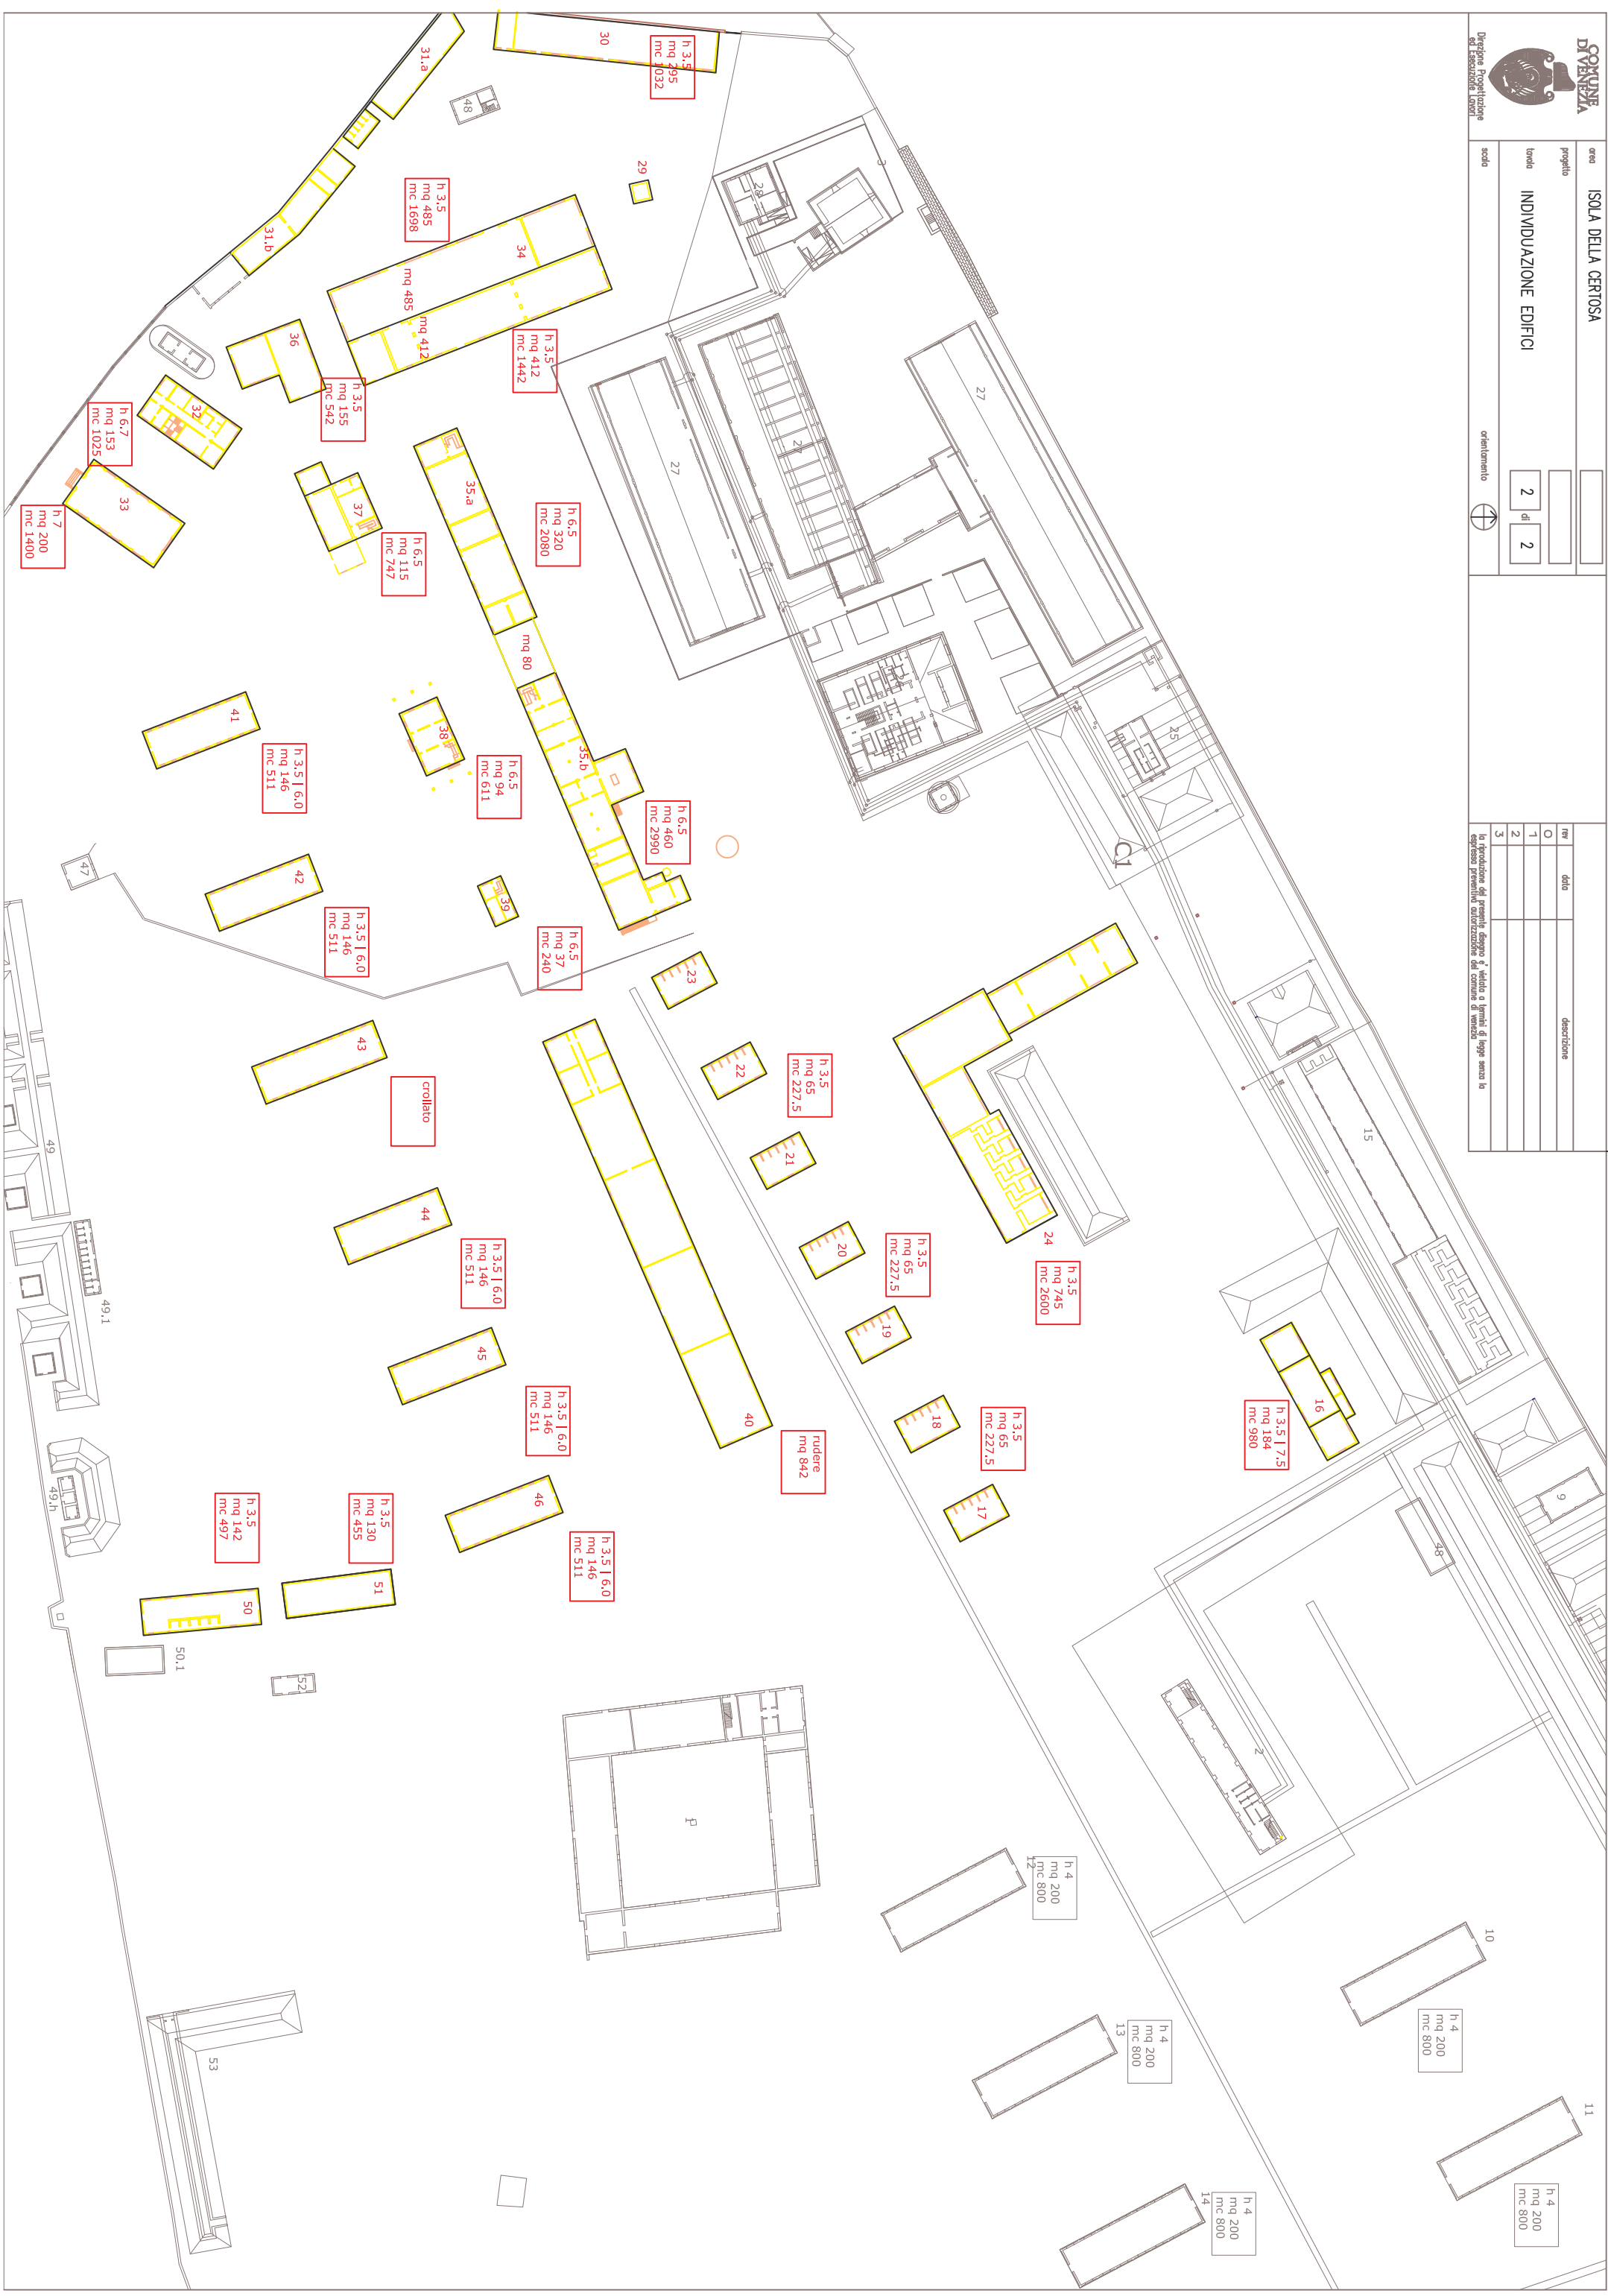 COMUNE
DI VENEZIA
Direzione Progettazione
ed Esecuzione Lavori
area ISOLA DELLA CERTOSA
progetto
tavola INDIVIDUAZIONE EDIFICI
2 di 2
scala
orientamento
rev data descrizione
0
1
2
3
la riproduzione del presente disegno e' vietata a termini di legge senza la
espressa preventiva autorizzazione del comune di venezia
30
h 3.5
mq 295
mc 1032
31.a
48
29
3
28
31.b
h 3.5
mq 485
mc 1698
34
mq 485
mq 412
h 3.5
mq 412
mc 1442
36
h 3.5
mq 155
mc 542
32
h 6.7
mq 153
mc 1025
33
h 7
mq 200
mc 1400
37
h 6.5
mq 115
mc 747
35.a
h 6.5
mq 320
mc 2080
mq 80
27
27
27
25
C1
35.b
h 6.5
mq 460
mc 2990
38
h 6.5
mq 94
mc 611
39
h 6.5
mq 37
mc 240
41
h 3.5 | 6.0
mq 146
mc 511
42
h 3.5 | 6.0
mq 146
mc 511
47
43
crollato
44
h 3.5 | 6.0
mq 146
mc 511
45
h 3.5 | 6.0
mq 146
mc 511
46
h 3.5 | 6.0
mq 146
mc 511
40
rudere
mq 842
23
22
h 3.5
mq 65
mc 227.5
21
20
h 3.5
mq 65
mc 227.5
19
18
h 3.5
mq 65
mc 227.5
17
24
h 3.5
mq 745
mc 2600
15
16
h 3.5 | 7.5
mq 184
mc 980
9
48
49
49.1
49.h
50
h 3.5
mq 142
mc 497
51
h 3.5
mq 130
mc 455
50.1
52
1
2
12
h 4
mq 200
mc 800
10
h 4
mq 200
mc 800
13
h 4
mq 200
mc 800
11
h 4
mq 200
mc 800
14
h 4
mq 200
mc 800
53